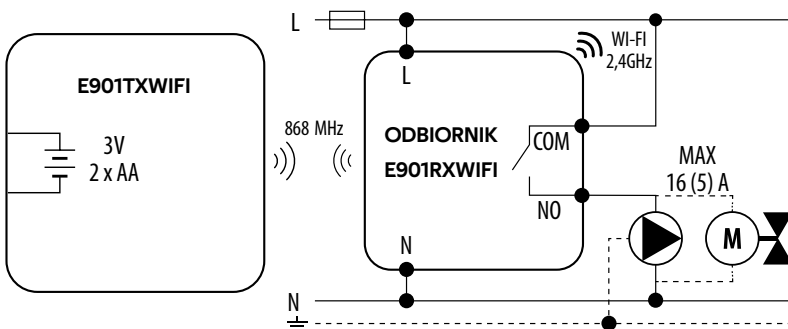 E901TXWIFI
3V
2 x AA
868 MHz
L
L
ODBIORNIK
E901RXWIFI
N
COM
NO
WI-FI
2,4GHz
MAX
16 (5) A
M
N